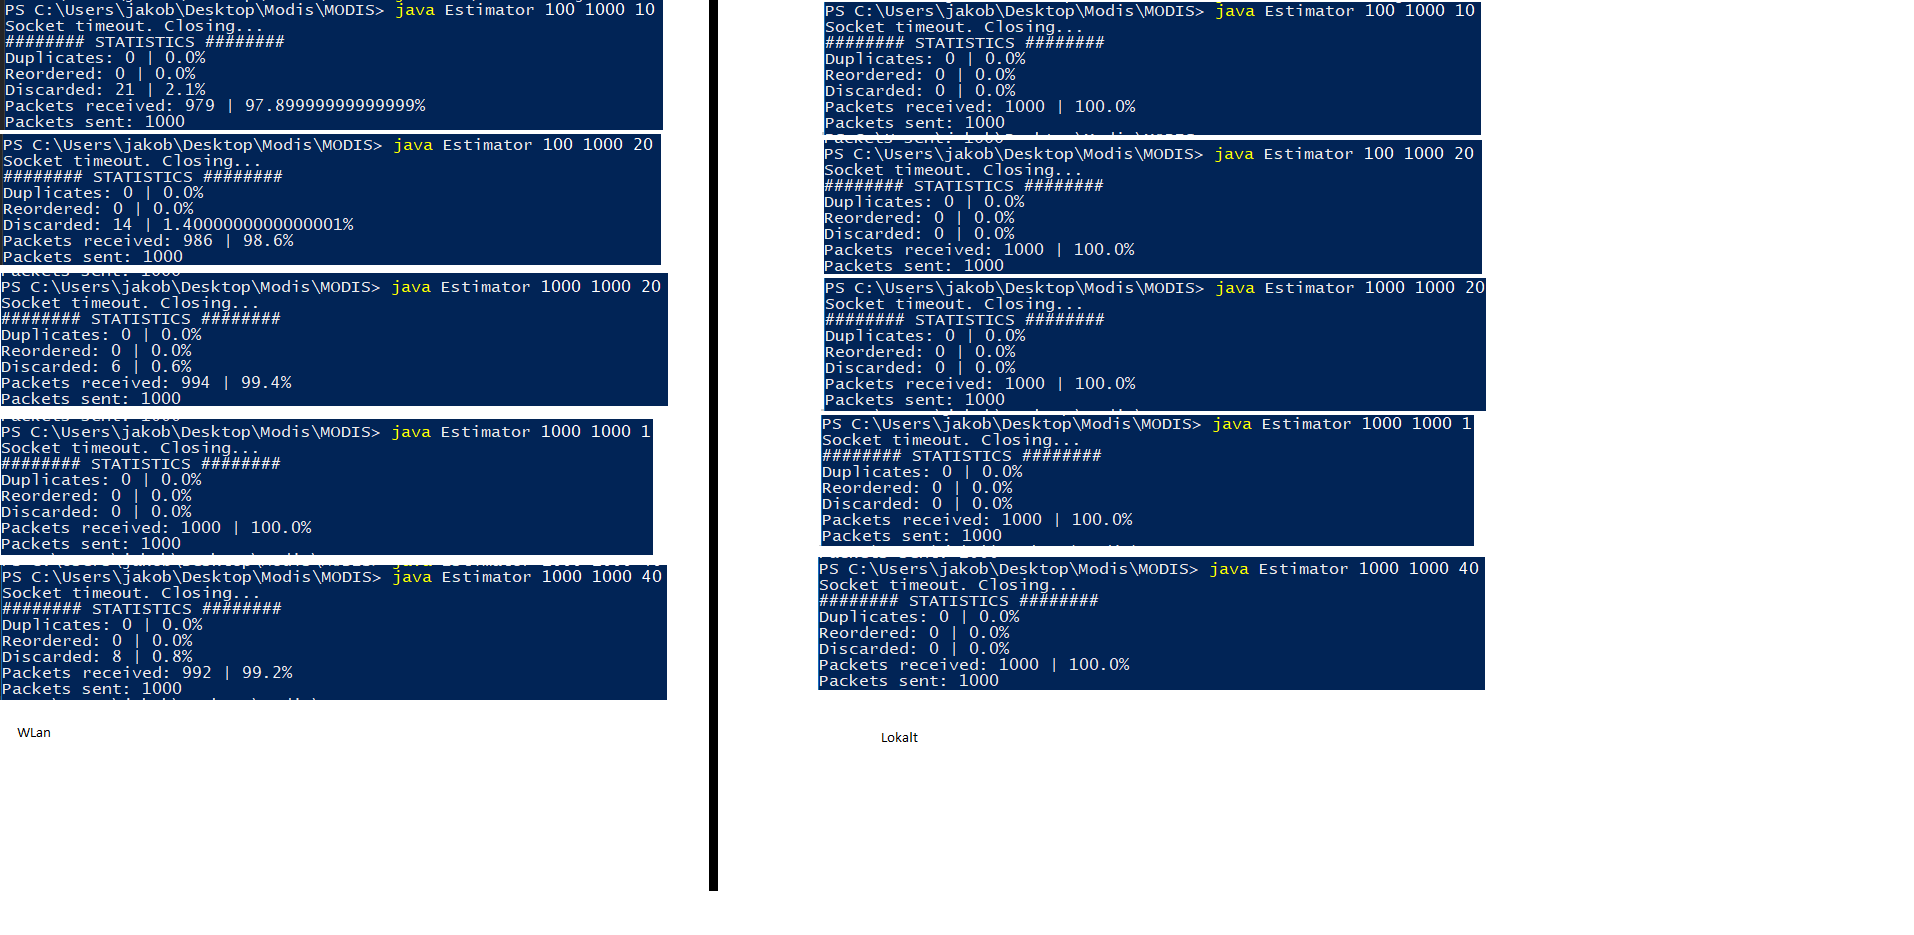 PS C:\Users\jakob\Desktop\Modis\MODIS> java Estimator 100 1000 10
Socket timeout. Closing...
######## STATISTICS ########
Duplicates: 0 | 0.0%
Reordered: 0 | 0.0%
Discarded: 21 | 2.1%
Packets received: 979 | 97.89999999999999%
Packets sent: 1000
PS C:\Users\jakob\Desktop\Modis\MODIS> java Estimator 100 1000 20
Socket timeout. Closing...
######## STATISTICS ########
Duplicates: 0 | 0.0%
Reordered: 0 | 0.0%
Discarded: 14 | 1.4000000000000001%
Packets received: 986 | 98.6%
Packets sent: 1000
PS C:\Users\jakob\Desktop\Modis\MODIS> java Estimator 1000 1000 20
Socket timeout. Closing...
######## STATISTICS ########
Duplicates: 0 | 0.0%
Reordered: 0 | 0.0%
Discarded: 6 | 0.6%
Packets received: 994 | 99.4%
Packets sent: 1000
PS C:\Users\jakob\Desktop\Modis\MODIS> java Estimator 1000 1000 1
Socket timeout. Closing...
######## STATISTICS ########
Duplicates: 0 | 0.0%
Reordered: 0 | 0.0%
Discarded: 0 | 0.0%
Packets received: 1000 | 100.0%
Packets sent: 1000
PS C:\Users\jakob\Desktop\Modis\MODIS> java Estimator 1000 1000 40
Socket timeout. Closing...
######## STATISTICS ########
Duplicates: 0 | 0.0%
Reordered: 0 | 0.0%
Discarded: 8 | 0.8%
Packets received: 992 | 99.2%
Packets sent: 1000
WLan
PS C:\Users\jakob\Desktop\Modis\MODIS> java Estimator 100 1000 10
Socket timeout. Closing...
######## STATISTICS ########
Duplicates: 0 | 0.0%
Reordered: 0 | 0.0%
Discarded: 0 | 0.0%
Packets received: 1000 | 100.0%
Packets sent: 1000
PS C:\Users\jakob\Desktop\Modis\MODIS> java Estimator 100 1000 20
Socket timeout. Closing...
######## STATISTICS ########
Duplicates: 0 | 0.0%
Reordered: 0 | 0.0%
Discarded: 0 | 0.0%
Packets received: 1000 | 100.0%
Packets sent: 1000
PS C:\Users\jakob\Desktop\Modis\MODIS> java Estimator 1000 1000 20
Socket timeout. Closing...
######## STATISTICS ########
Duplicates: 0 | 0.0%
Reordered: 0 | 0.0%
Discarded: 0 | 0.0%
Packets received: 1000 | 100.0%
Packets sent: 1000
PS C:\Users\jakob\Desktop\Modis\MODIS> java Estimator 1000 1000 1
Socket timeout. Closing...
######## STATISTICS ########
Duplicates: 0 | 0.0%
Reordered: 0 | 0.0%
Discarded: 0 | 0.0%
Packets received: 1000 | 100.0%
Packets sent: 1000
PS C:\Users\jakob\Desktop\Modis\MODIS> java Estimator 1000 1000 40
Socket timeout. Closing...
######## STATISTICS ########
Duplicates: 0 | 0.0%
Reordered: 0 | 0.0%
Discarded: 0 | 0.0%
Packets received: 1000 | 100.0%
Packets sent: 1000
Lokalt